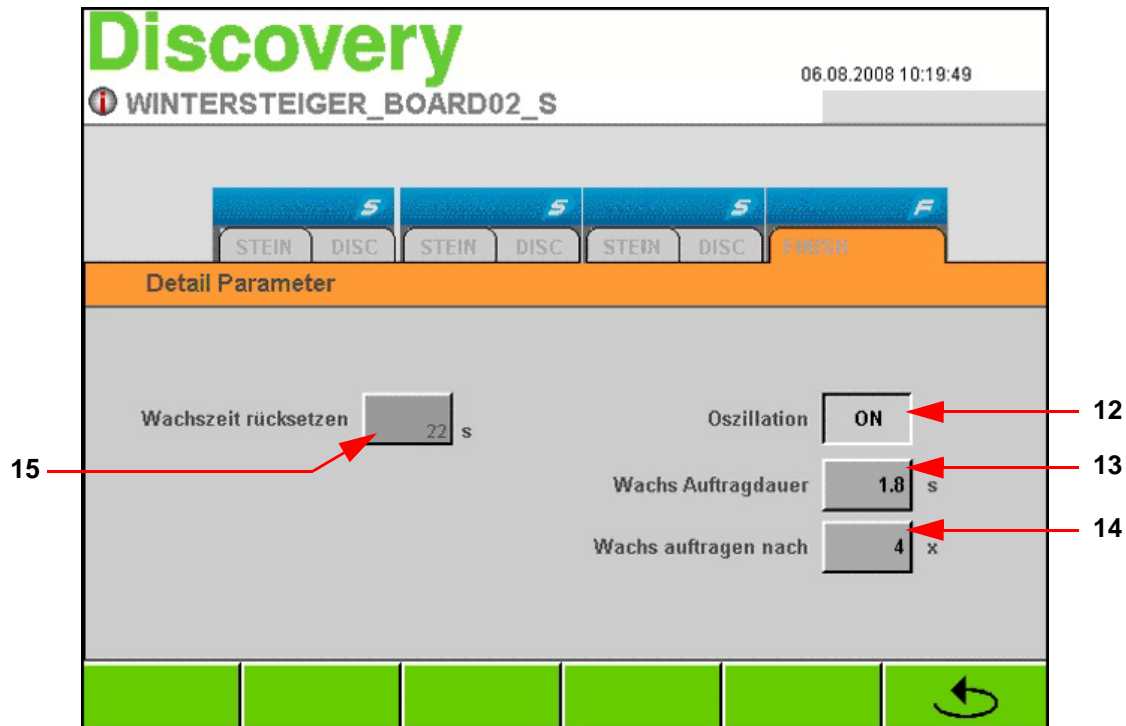 Discovery
06.08.2008 10:19:49
WINTERSTEIGER_BOARD02_S
S S S F
STEIN DISC STEIN DISC STEIN DISC FINISH
Detail Parameter
Wachszeit rücksetzen 22 s
Oszillation ON
12
15
Wachs Auftragdauer 1.8 s
13
Wachs auftragen nach 4 x
14